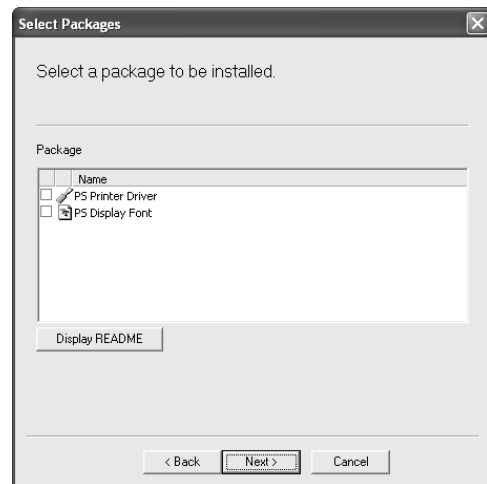 Select Packages
Select a package to be installed.
Package
Name
PS Printer Driver
PS Display Font
Display README
< Back Next > Cancel